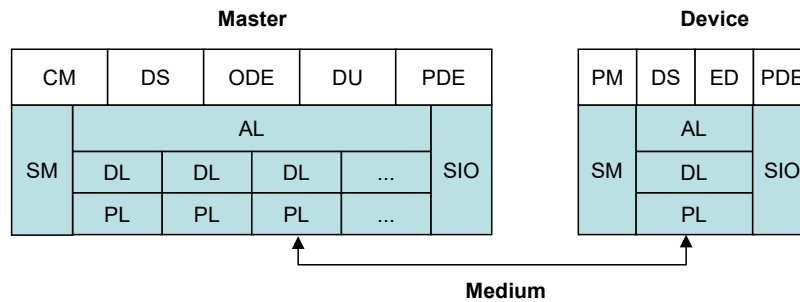 Master Device
CM DS ODE DU PDE PM DS ED PDE
AL AL
SM DL DL DL ... SIO SM DL SIO
PL PL PL ... PL
Medium